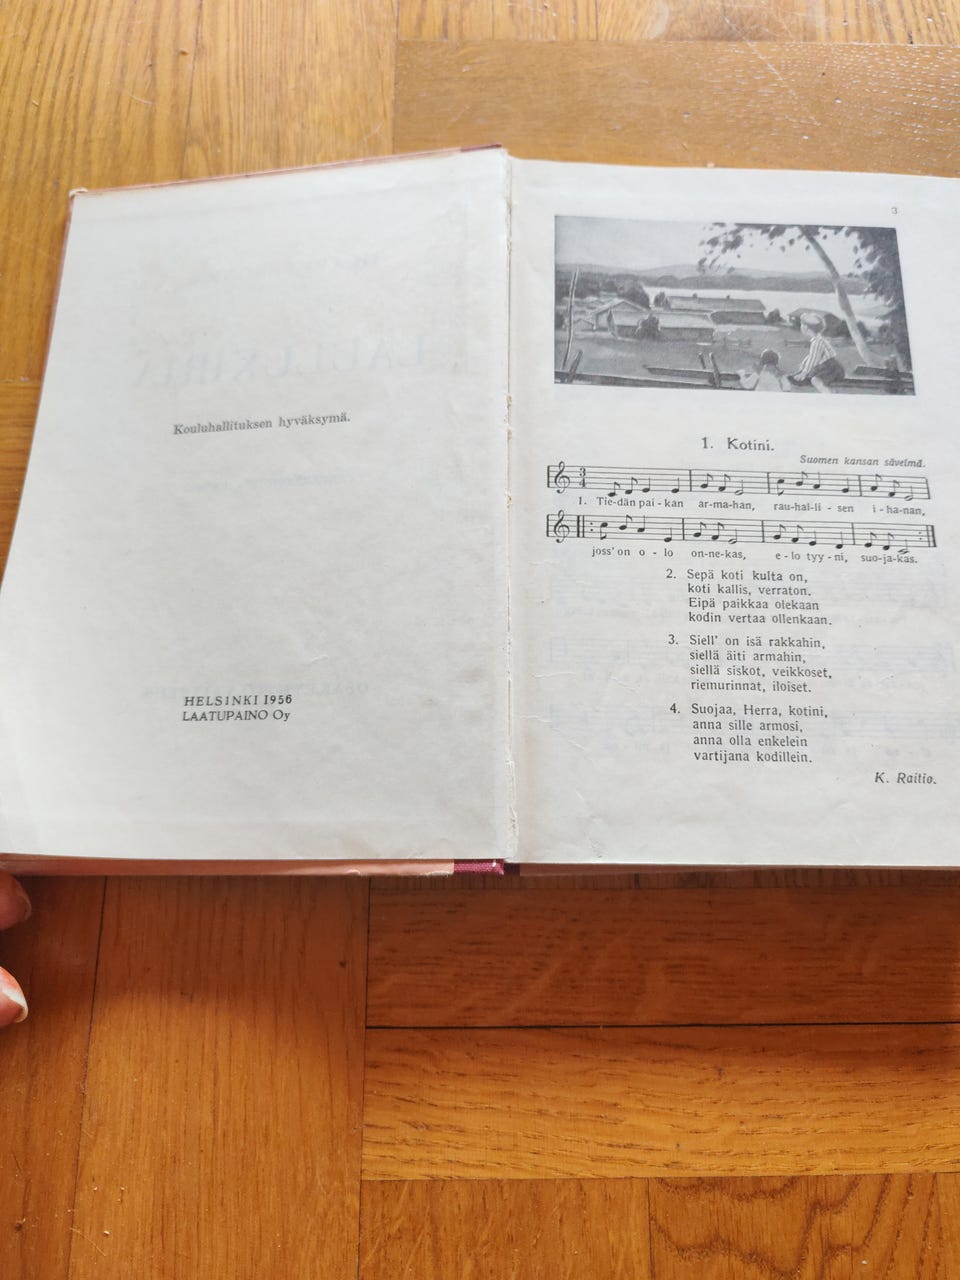 Kouluhallituksen hyväksymä.
HELSINKI 1956
LAATUPAINO Oy
3
1. Kotini.
Suomen kansan sävelmä.
3
4
1. Tie-dän pai-kan ar-ma-han, rau-hal-li-sen i-ha-nan,
joss' on o-lo on-ne-kas, e-lo tyy-ni, suo-ja-kas.
2. Sepä koti kulta on,
koti kallis, verraton.
Eipä paikkaa olekaan
kodin vertaa ollenkaan.
3. Siell' on isä rakkahin,
siellä äiti armahin,
siellä siskot, veikkoset,
riemurinnat, iloiset.
4. Suojaa, Herra, kotini,
anna sille armosi,
anna olla enkelein
vartijana kodillein.
K. Raitio.